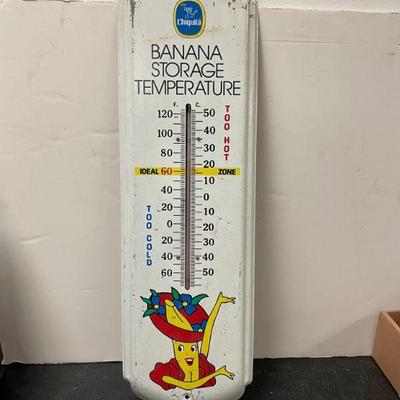 Chiquita
BANANA
STORAGE
TEMPERATURE
F. C.
120 50
100 40
80 30
TOO HOT
20
IDEAL 60 ZONE
40 10
20 0
0 10
20 20
TOO COLD
30
40 40
60 50